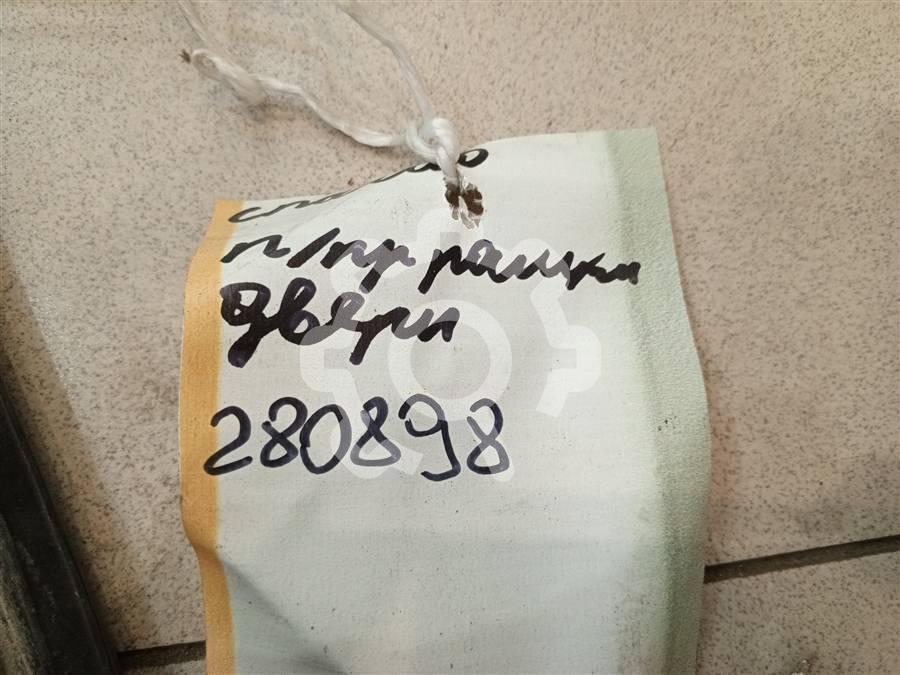 п/пр рамки
двери
280898